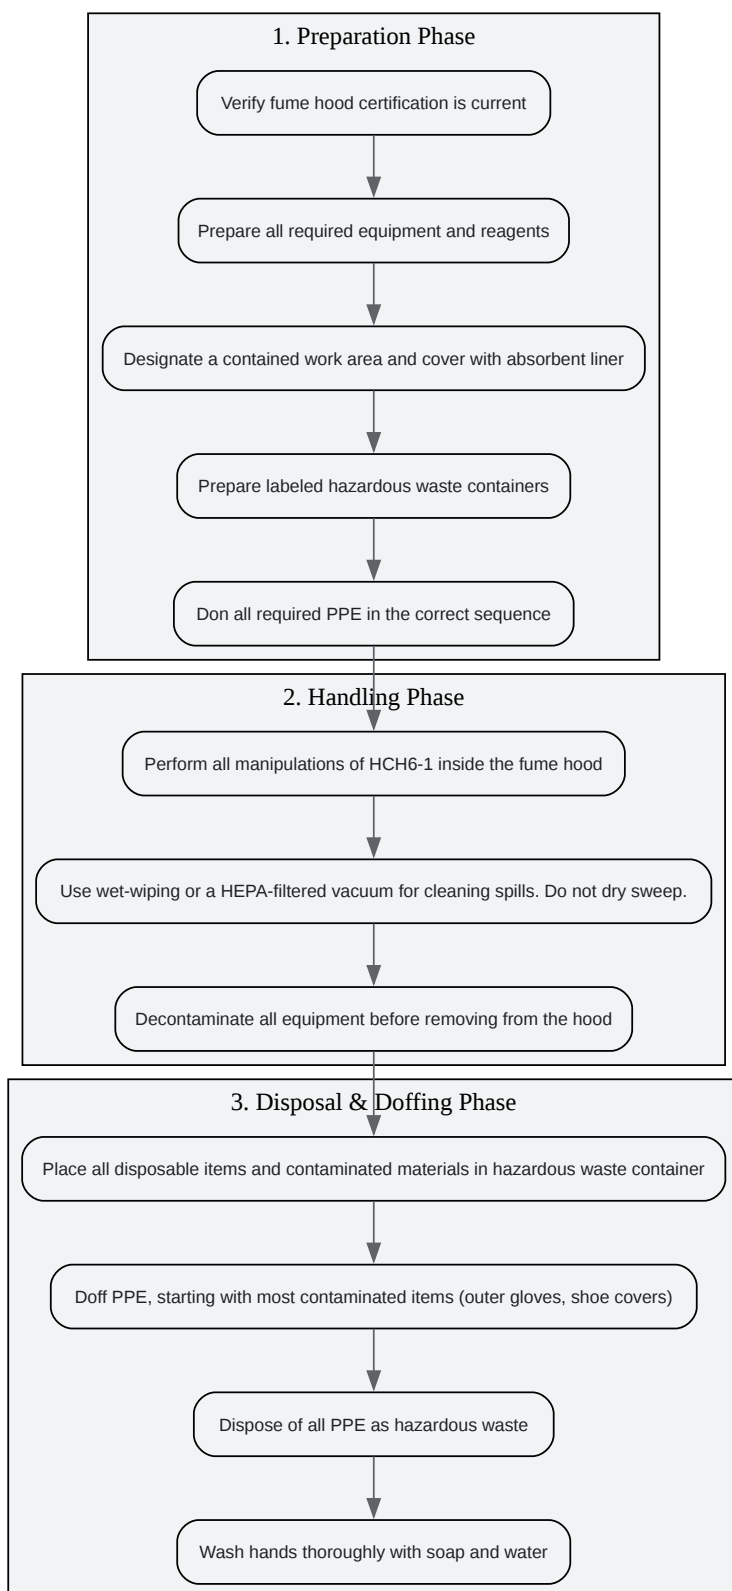 1. Preparation Phase
Verify fume hood certification is current
Prepare all required equipment and reagents
Designate a contained work area and cover with absorbent liner
Prepare labeled hazardous waste containers
Don all required PPE in the correct sequence
2. Handling Phase
Perform all manipulations of HCH6-1 inside the fume hood
Use wet-wiping or a HEPA-filtered vacuum for cleaning spills. Do not dry sweep.
Decontaminate all equipment before removing from the hood
3. Disposal & Doffing Phase
Place all disposable items and contaminated materials in hazardous waste container
Doff PPE, starting with most contaminated items (outer gloves, shoe covers)
Dispose of all PPE as hazardous waste
Wash hands thoroughly with soap and water